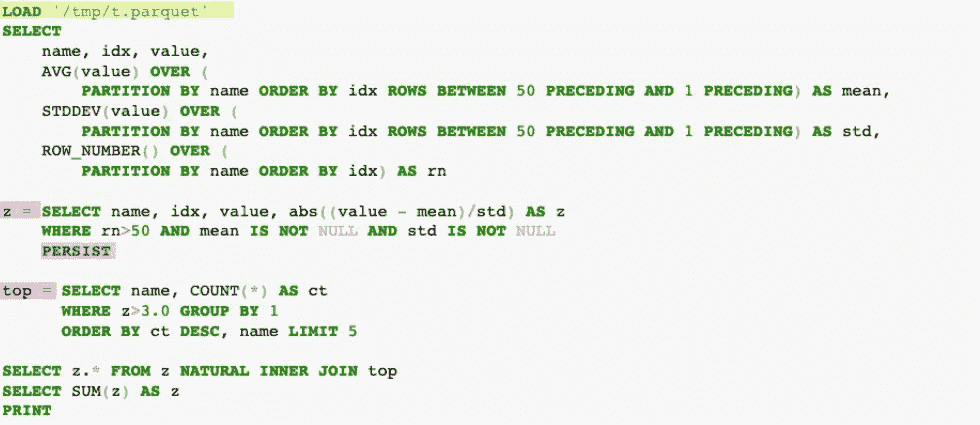 LOAD '/tmp/t.parquet'
SELECT
    name, idx, value,
    AVG(value) OVER (
        PARTITION BY name ORDER BY idx ROWS BETWEEN 50 PRECEDING AND 1 PRECEDING) AS mean,
    STDDEV(value) OVER (
        PARTITION BY name ORDER BY idx ROWS BETWEEN 50 PRECEDING AND 1 PRECEDING) AS std,
    ROW_NUMBER() OVER (
        PARTITION BY name ORDER BY idx) AS rn
z = SELECT name, idx, value, abs((value - mean)/std) AS z
    WHERE rn>50 AND mean IS NOT NULL AND std IS NOT NULL
    PERSIST
top = SELECT name, COUNT(*) AS ct
      WHERE z>3.0 GROUP BY 1
      ORDER BY ct DESC, name LIMIT 5
SELECT z.* FROM z NATURAL INNER JOIN top
SELECT SUM(z) AS z
PRINT